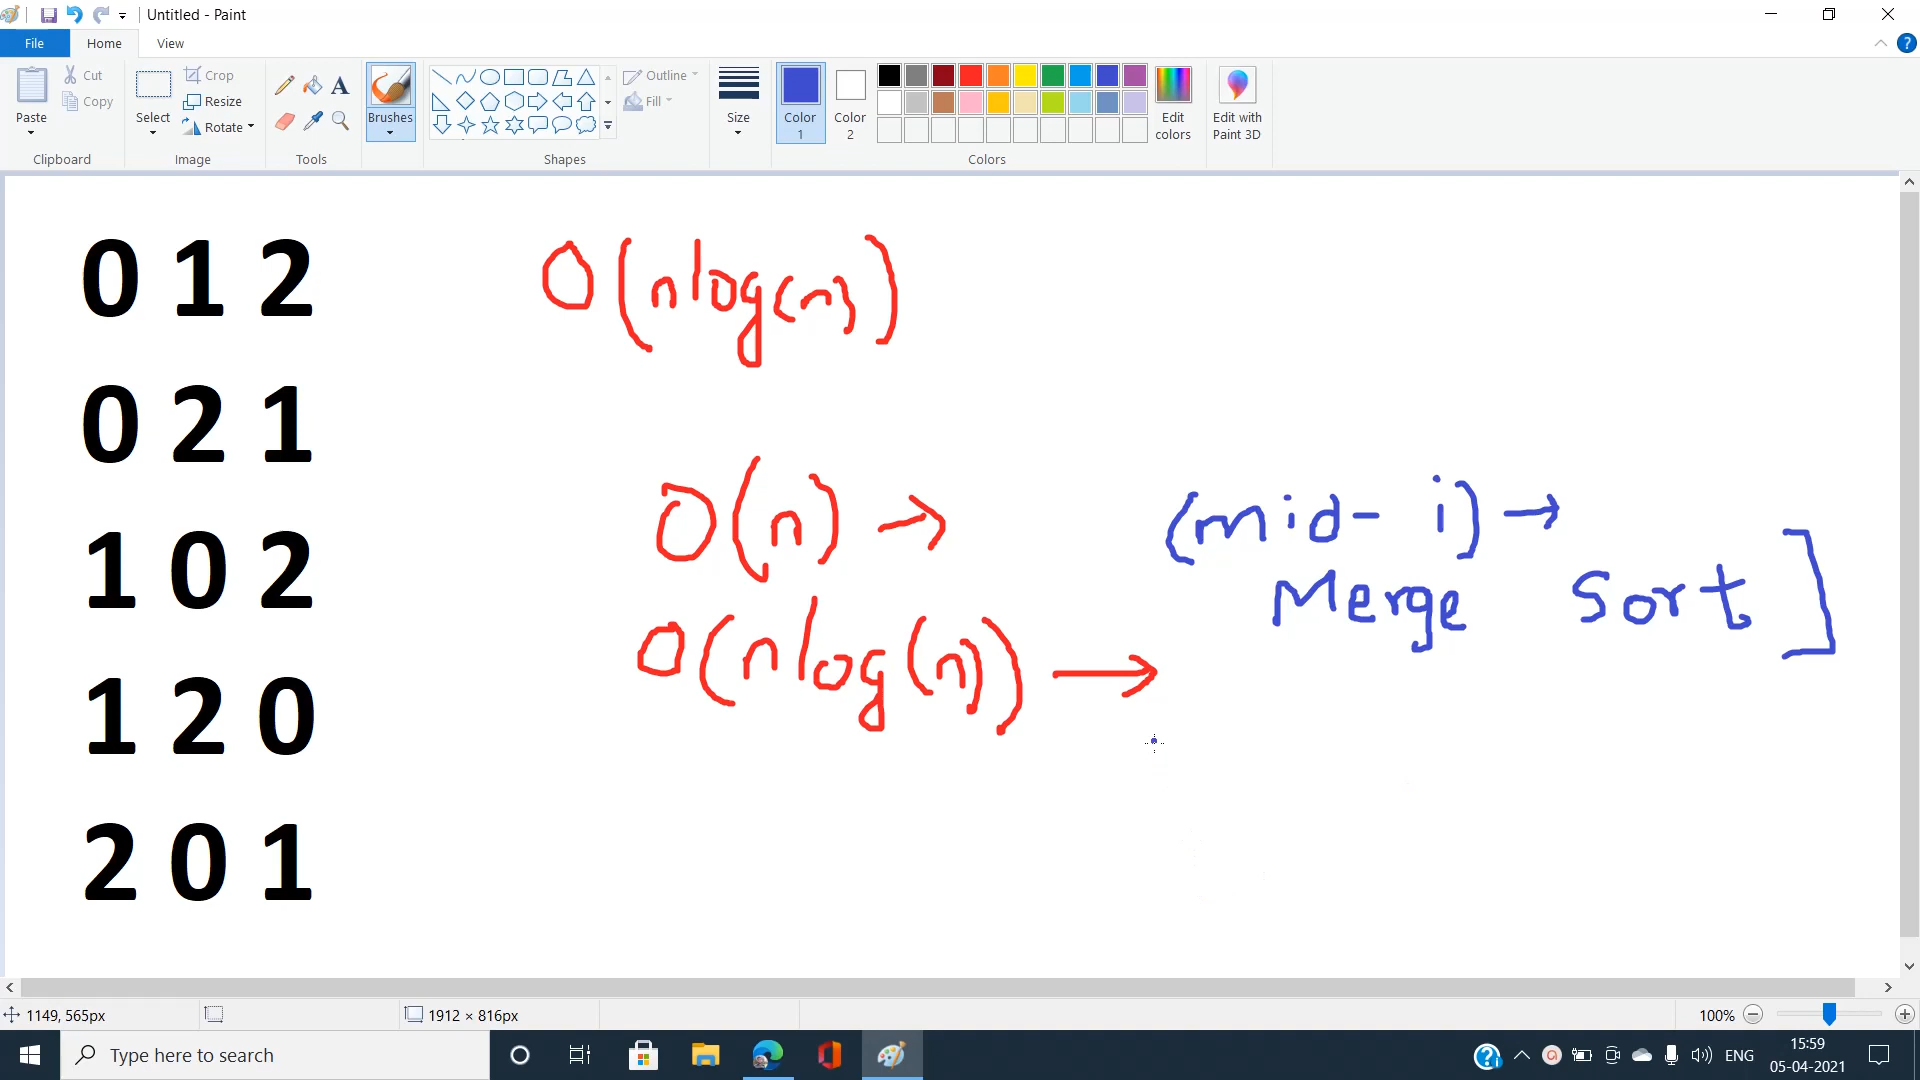 Untitled - Paint
File Home View
Paste
Cut
Copy
Clipboard
Select
Crop
Resize
Rotate
Image
Tools
Brushes
Outline
Fill
Shapes
Size
Color 1
Color 2
Edit colors
Colors
Edit with Paint 3D
0 1 2
O(nlog(n))
0 2 1
O(n) →
(mid - i) →
1 0 2
Merge Sort ]
O(nlog(n)) →
1 2 0
2 0 1
1149, 565px
1912 × 816px
100%
Type here to search
ENG
15:59
05-04-2021